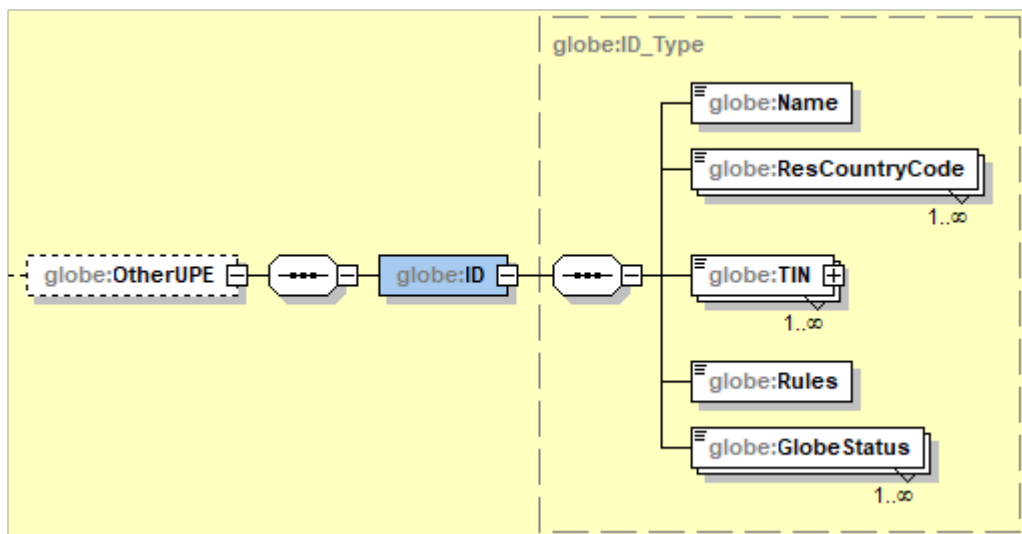 globe:ID_Type
globe:Name
globe:ResCountryCode
1..∞
globe:OtherUPE
globe:ID
globe:TIN
1..∞
globe:Rules
globe:GlobeStatus
1..∞